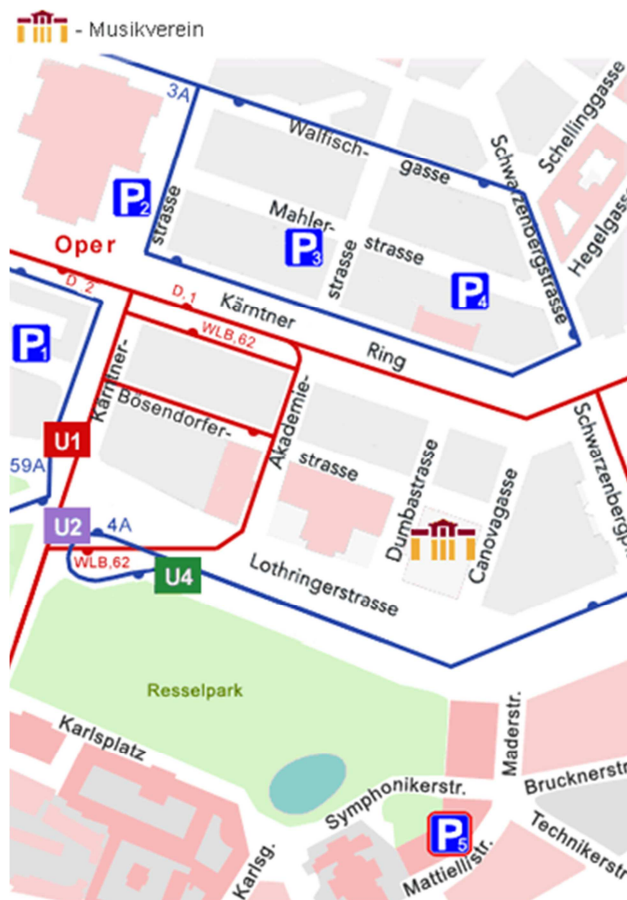 - Musikverein
3A
Walfisch-
gasse
Schellinggasse
Schwarzenbergstrasse
Hegelgasse
P2
strasse
Mahler-
strasse
P3
strasse
P4
Oper
D, 2
D,1
Kärntner
Ring
WLB,62
P1
Kärntner-
Bösendorfer-
Akademie-
strasse
Dumbastrasse
Canovagasse
Schwarzenbergpl.
U1
59A
U2
4A
WLB,62
U4
Lothringerstrasse
Resselpark
Karlsplatz
Maderstr.
Symphonikerstr.
Brucknerstr
P5
Technikerstr
Mattiellistr.
Karlsg.